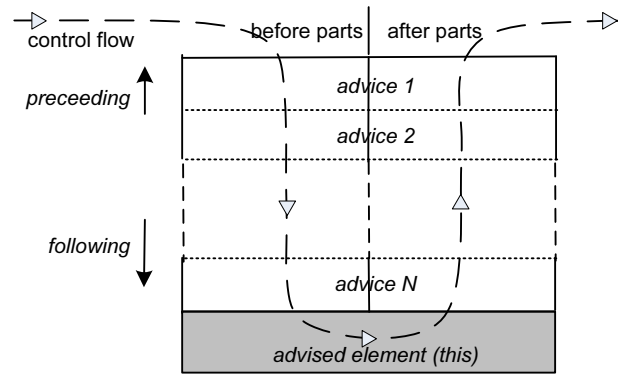 before parts after parts
control flow
advice 1
preceeding
advice 2
following
advice N
advised element (this)